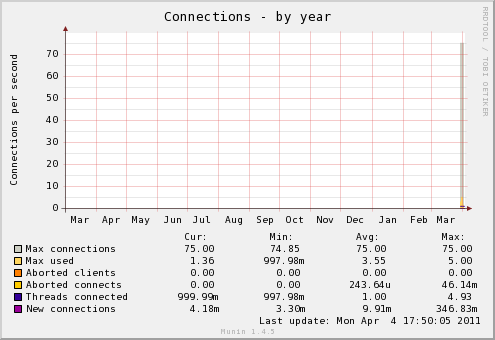 Connections - by year
RRDTOOL / TOBI OETIKER
Connections per second
70
60
50
40
30
20
10
0
Mar Apr May Jun Jul Aug Sep Oct Nov Dec Jan Feb Mar
Cur: Min: Avg: Max:
Max connections 75.00 74.85 75.00 75.00
Max used 1.36 997.98m 3.55 5.00
Aborted clients 0.00 0.00 0.00 0.00
Aborted connects 0.00 0.00 243.64u 46.14m
Threads connected 999.99m 997.98m 1.00 4.93
New connections 4.18m 3.30m 9.91m 346.83m
Last update: Mon Apr 4 17:50:05 2011
Munin 1.4.5